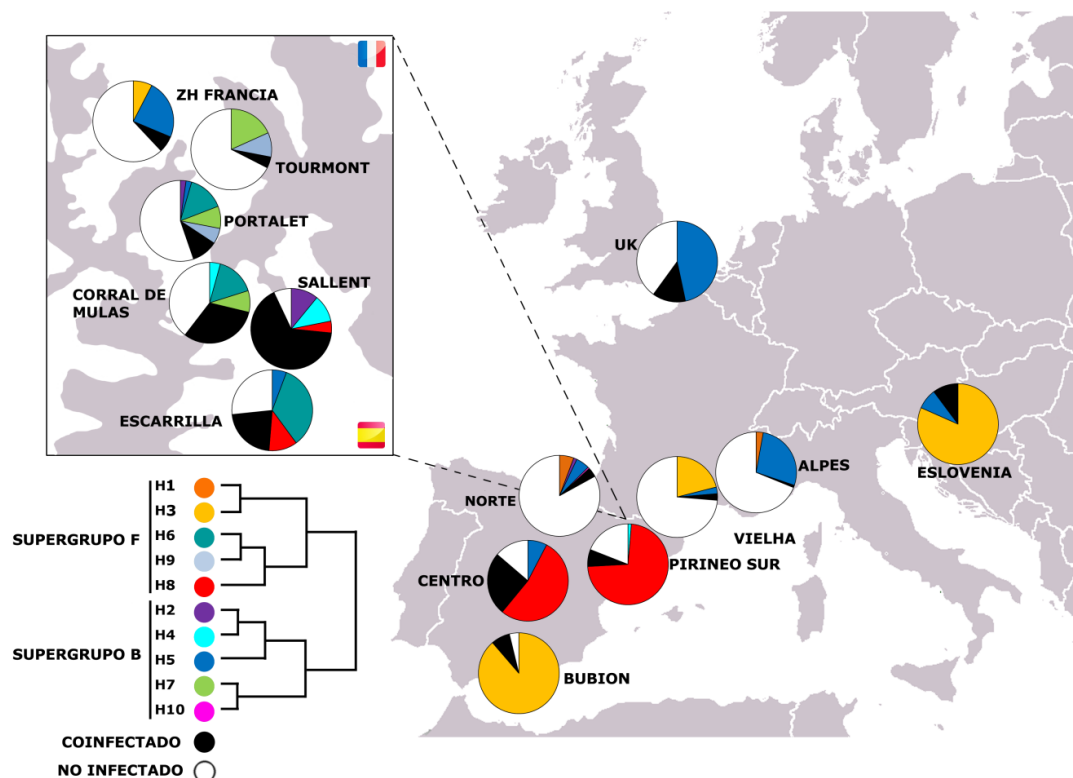 ZH FRANCIA
TOURMONT
PORTALET
CORRAL DE
MULAS
SALLENT
ESCARRILLA
UK
ESLOVENIA
ALPES
NORTE
VIELHA
PIRINEO SUR
CENTRO
BUBION
SUPERGRUPO F
H1
H3
H6
H9
H8
SUPERGRUPO B
H2
H4
H5
H7
H10
COINFECTADO
NO INFECTADO